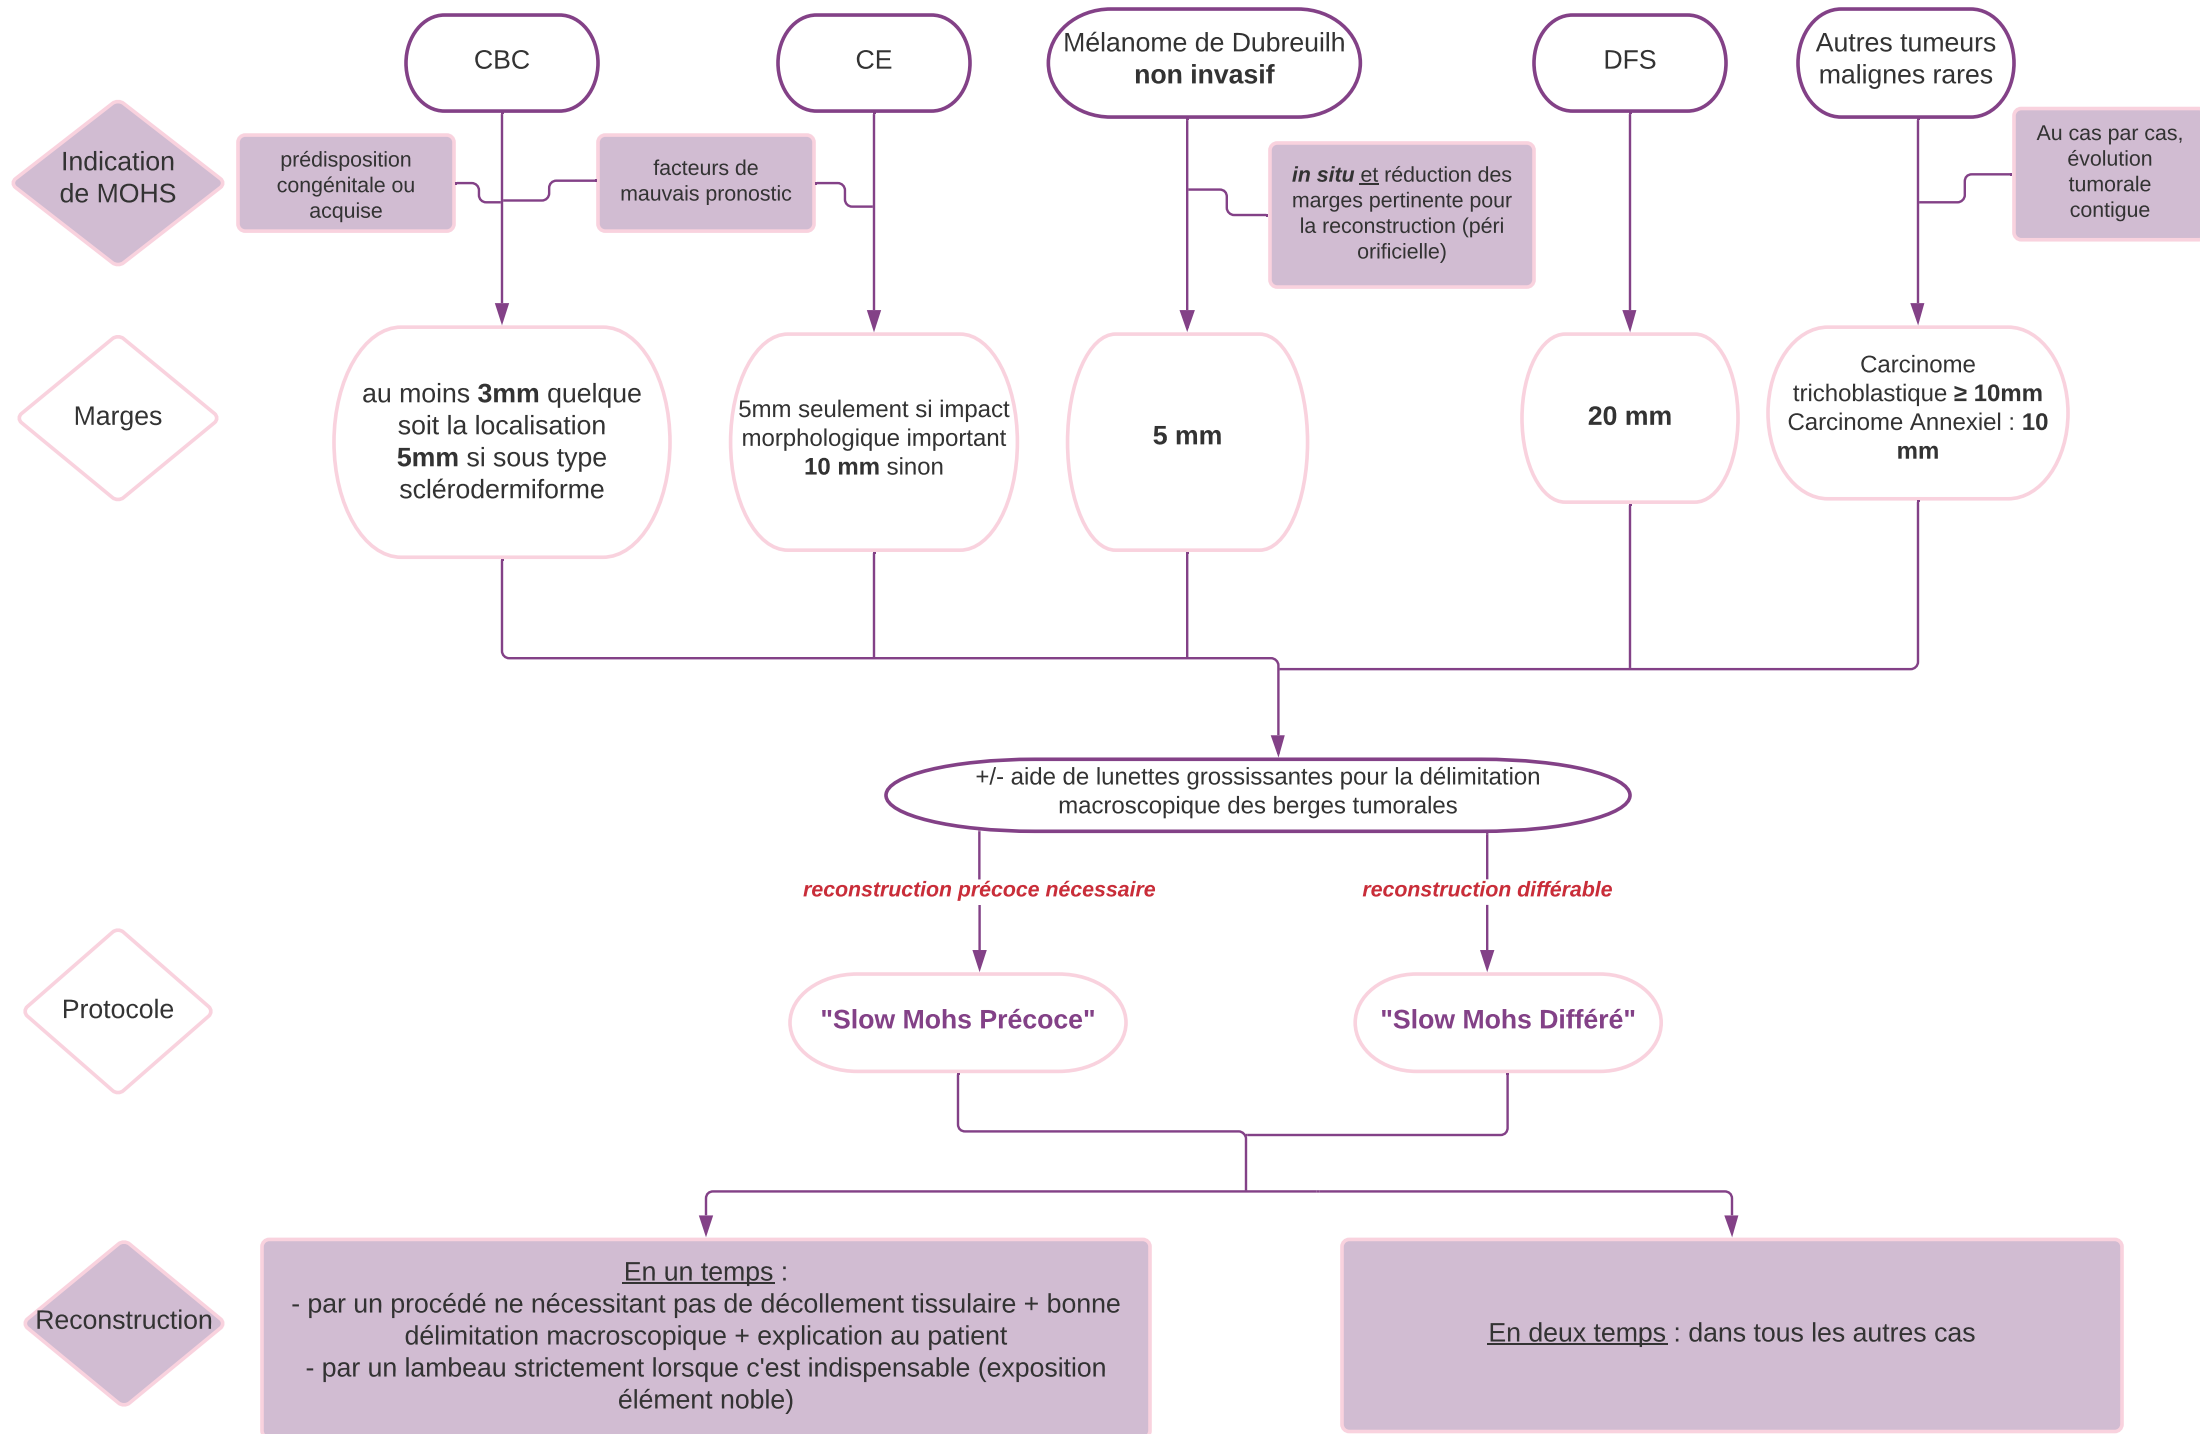 CBC
CE
Mélanome de Dubreuilh
non invasif
DFS
Autres tumeurs
malignes rares
Indication
de MOHS
prédisposition
congénitale ou
acquise
facteurs de
mauvais pronostic
in situ et réduction des
marges pertinente pour
la reconstruction (péri
orificielle)
Au cas par cas,
évolution
tumorale
contigue
Marges
au moins 3mm quelque
soit la localisation
5mm si sous type
sclérodermiforme
5mm seulement si impact
morphologique important
10 mm sinon
5 mm
20 mm
Carcinome
trichoblastique ≥ 10mm
Carcinome Annexiel : 10
mm
+/- aide de lunettes grossissantes pour la délimitation
macroscopique des berges tumorales
reconstruction précoce nécessaire
reconstruction différable
Protocole
"Slow Mohs Précoce"
"Slow Mohs Différé"
Reconstruction
En un temps :
- par un procédé ne nécessitant pas de décollement tissulaire + bonne
délimitation macroscopique + explication au patient
- par un lambeau strictement lorsque c'est indispensable (exposition
élément noble)
En deux temps : dans tous les autres cas